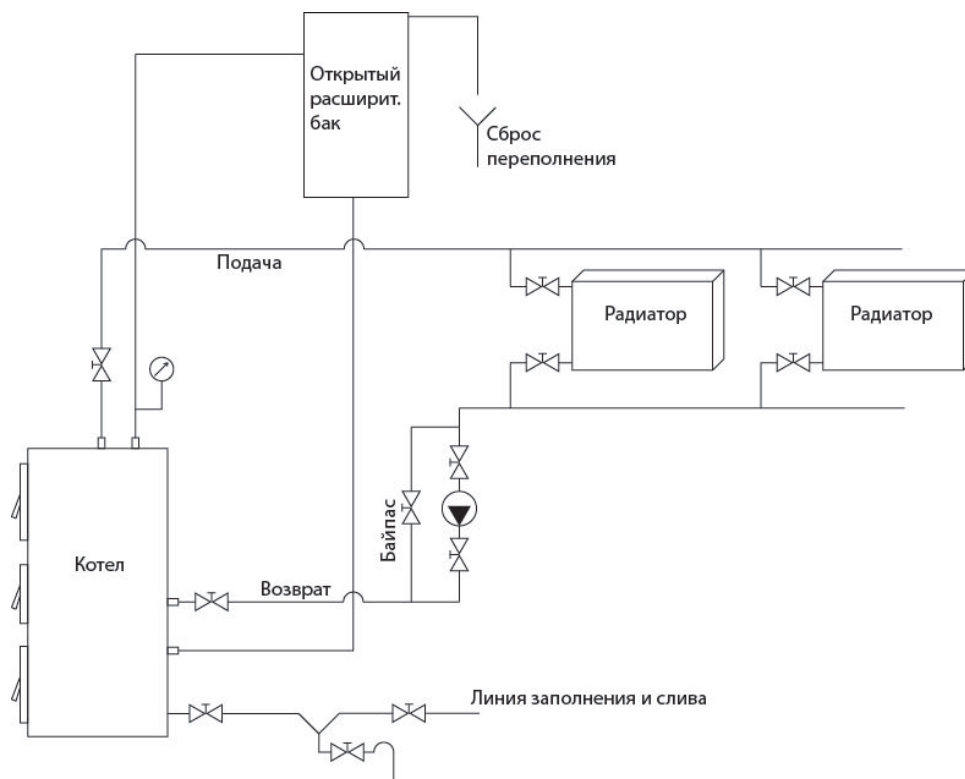 Открытый
расширит.
бак
Сброс
переполнения
Подача
Радиатор
Радиатор
Байпас
Котел
Возврат
Линия заполнения и слива